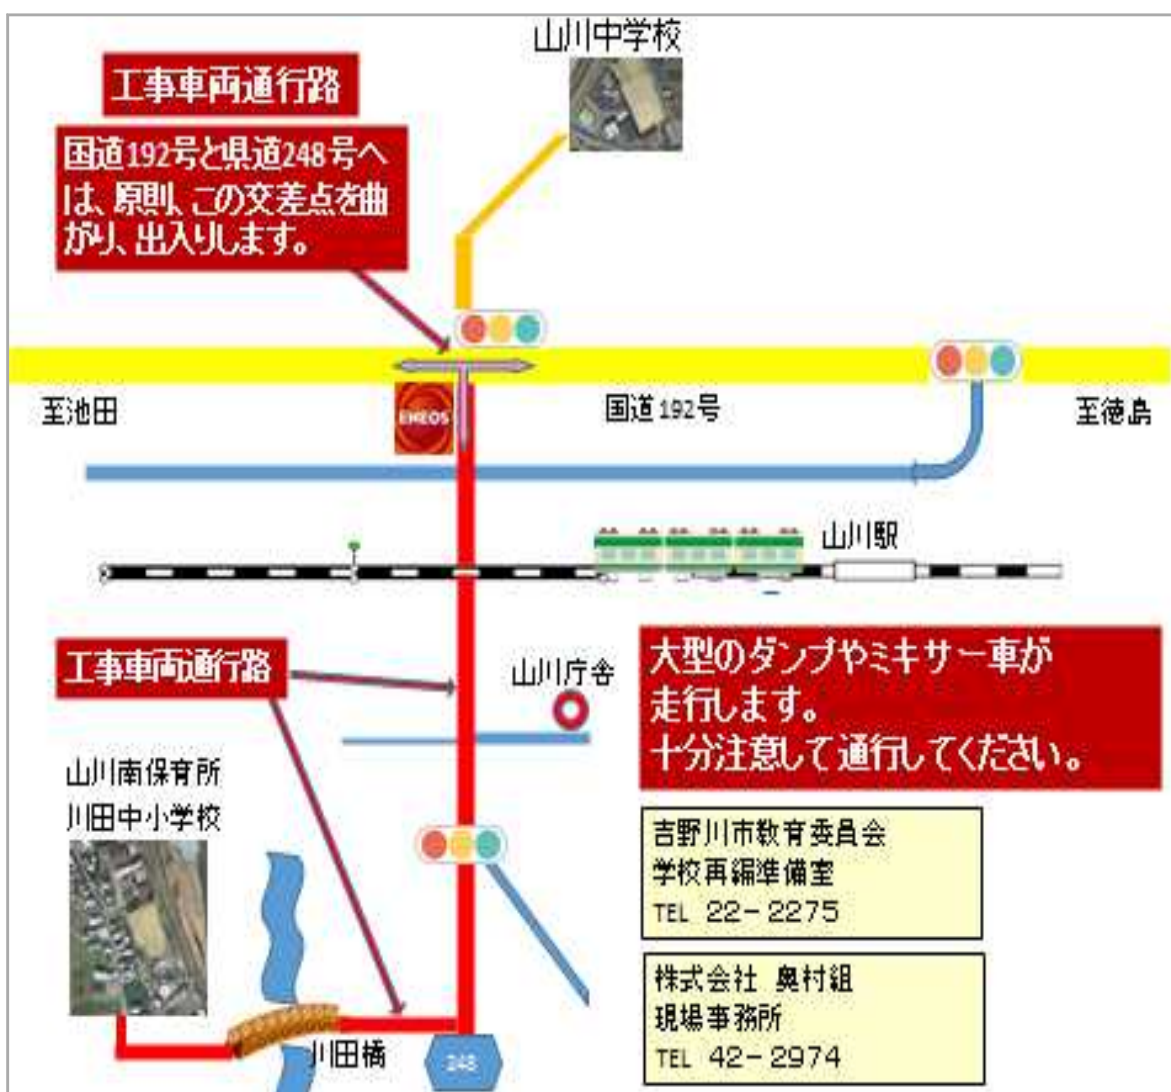 山川中学校
工事車両通行路
国道192号と県道248号へ
は、原則、この交差点を曲
がり、出入りします。
ENEOS
至池田
国道192号
至徳島
山川駅
工事車両通行路
山川庁舎
大型のダンプやミキサー車が
走行します。
十分注意して通行してください。
山川南保育所
川田中小学校
吉野川市教育委員会
学校再編準備室
TEL 22-2275
株式会社 奥村組
現場事務所
TEL 42-2974
川田橋
248